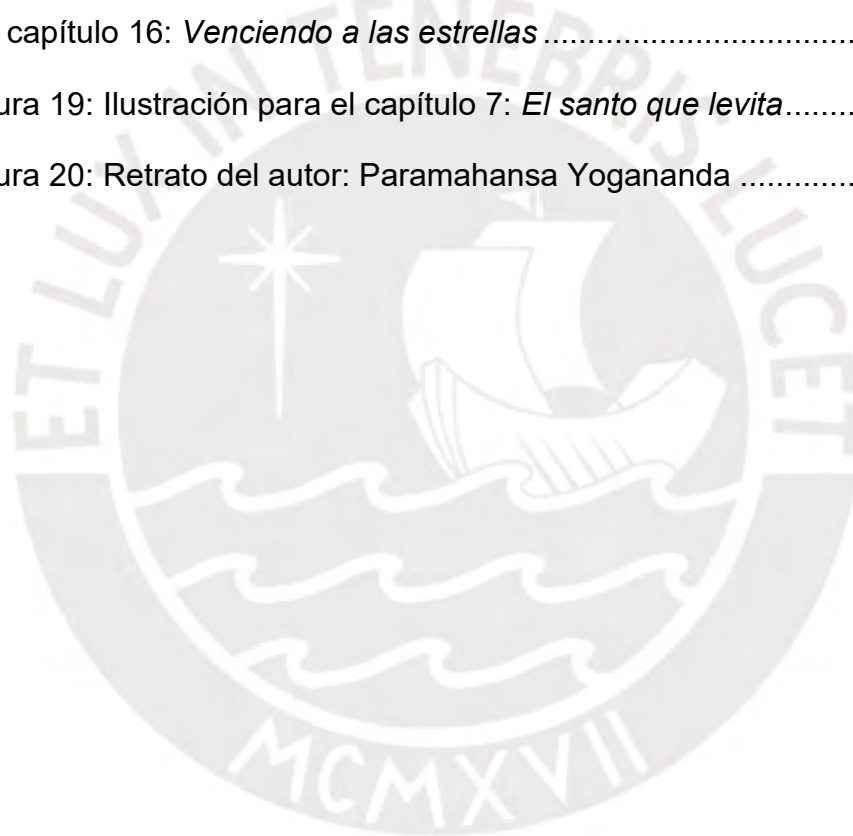 capítulo 16: Venciendo a las estrellas....................................
ura 19: Ilustración para el capítulo 7: El santo que levita........
ura 20: Retrato del autor: Paramahansa Yogananda .............
ET LUX IN TENEBRIS LUCET
MCMXVII